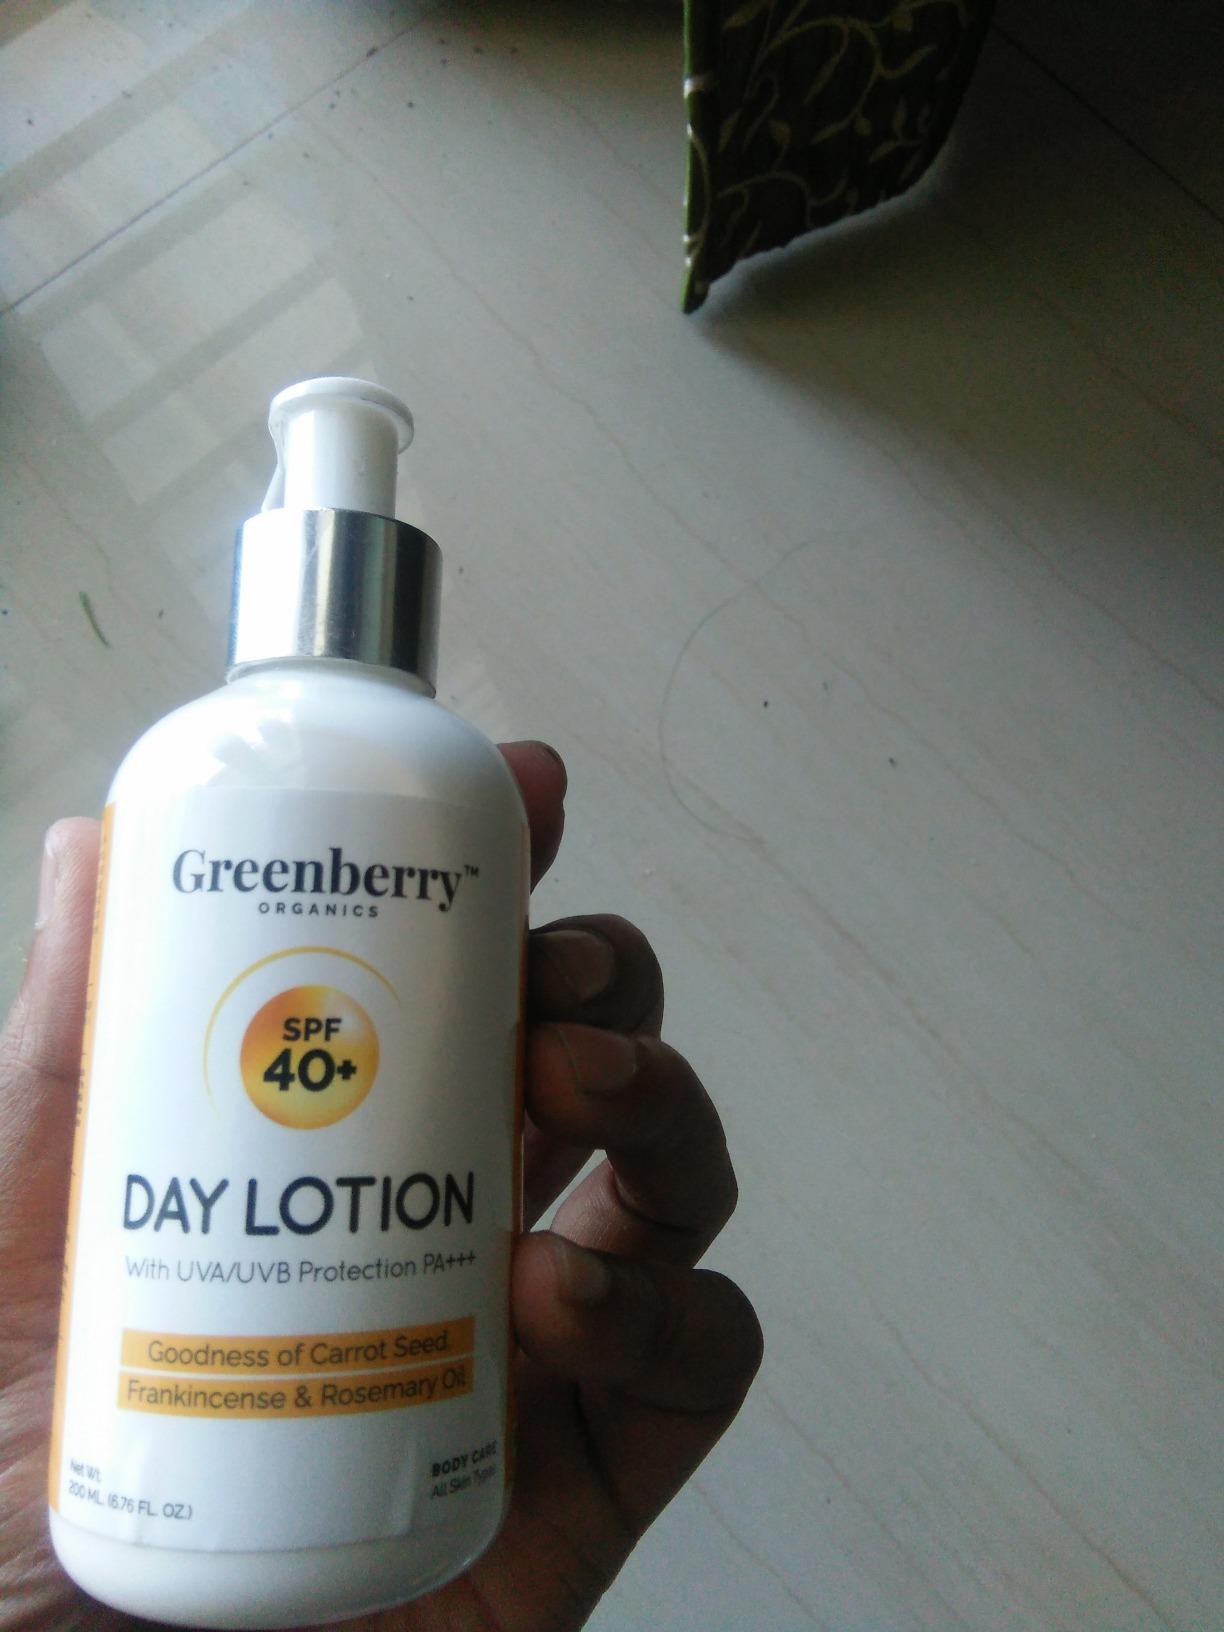 Greenberry™
ORGANICS
SPF
40+
DAY LOTION
With UVA/UVB Protection PA+++
Goodness of Carrot Seed,
Frankincense & Rosemary Oil
Net Wt.
200 ML. (6.76 FL. OZ.)
BODY CARE
All Skin Types